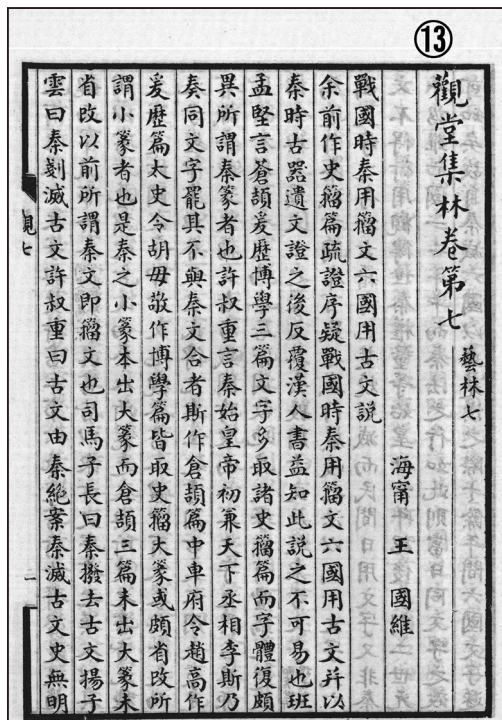 ⑬
觀堂集林卷第七 藝林七
海甯 王 國維
戰國時秦用籀文六國用古文說
余前作史籀篇疏證序疑戰國時秦用籀文六國用古文幷以
秦時古器遺文證之後反覆漢人書益知此說之不可易也班
孟堅言蒼頡爰歷博學三篇文字多取諸史籀篇而字體復頗
異所謂秦篆者也許叔重言秦始皇帝初兼天下丞相李斯乃
奏同文字罷其不與秦文合者斯作倉頡篇中車府令趙高作
爰歷篇太史令胡毋敬作博學篇皆取史籀大篆或頗省改所
謂小篆者也是秦之小篆本出大篆而倉頡三篇未出大篆未
省改以前所謂秦文即籀文也司馬子長曰秦撥去古文揚子
雲曰秦剗滅古文許叔重曰古文由秦絕案秦滅古文史無明
觀七
一